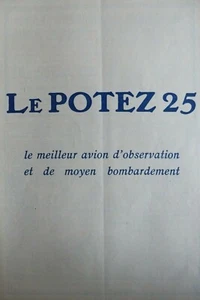 LE POTEZ 25
le meilleur avion d'observation
et de moyen bombardement